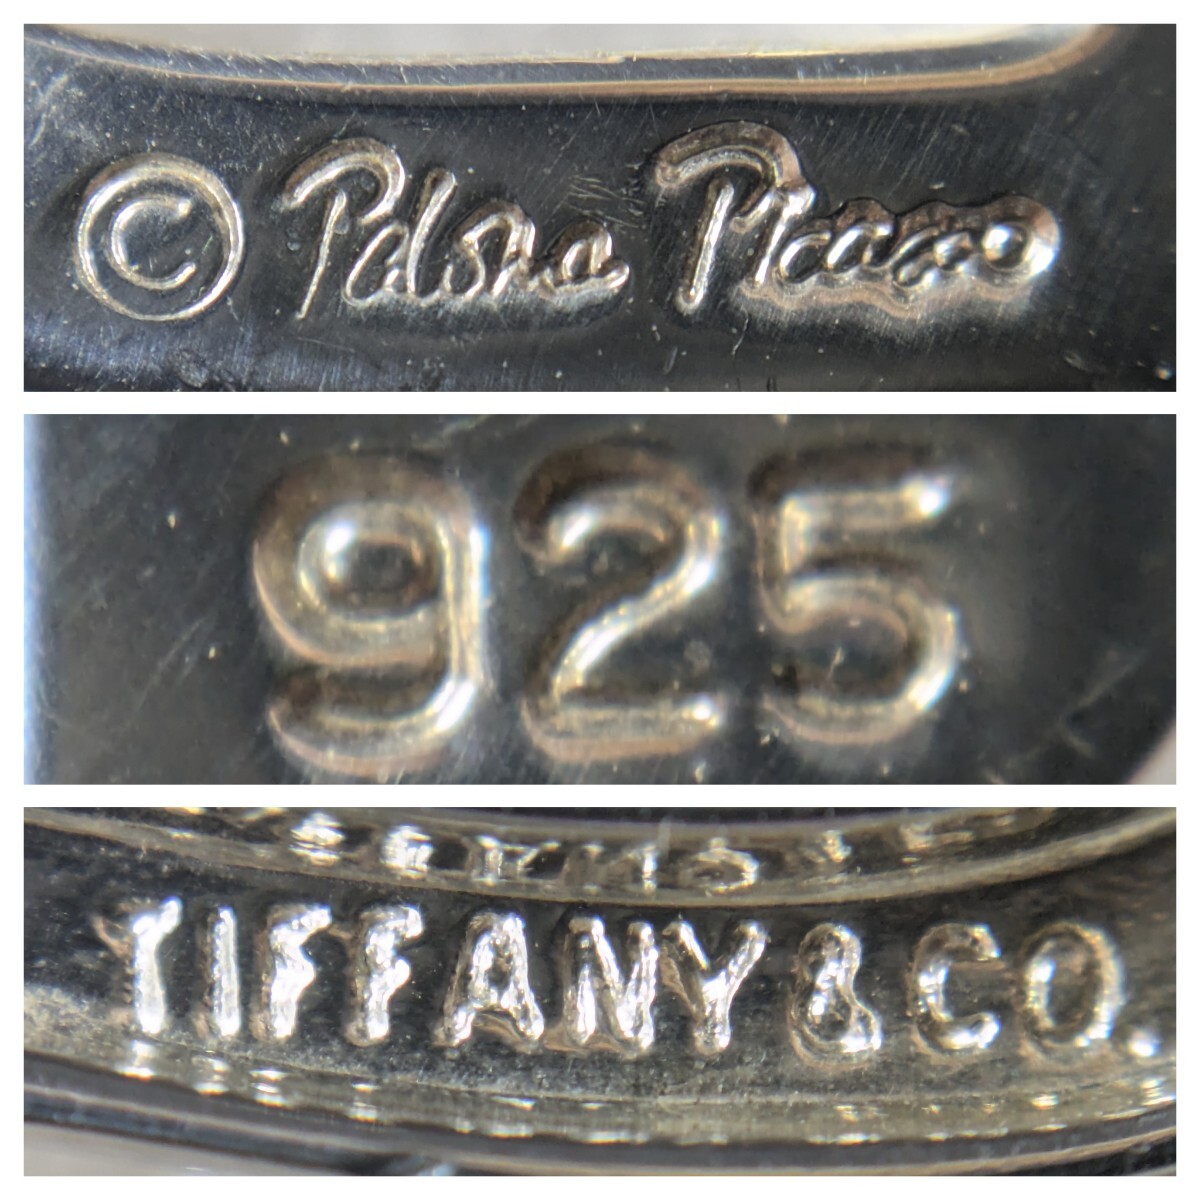 © Paloma Picasso
925
TIFFANY & CO.